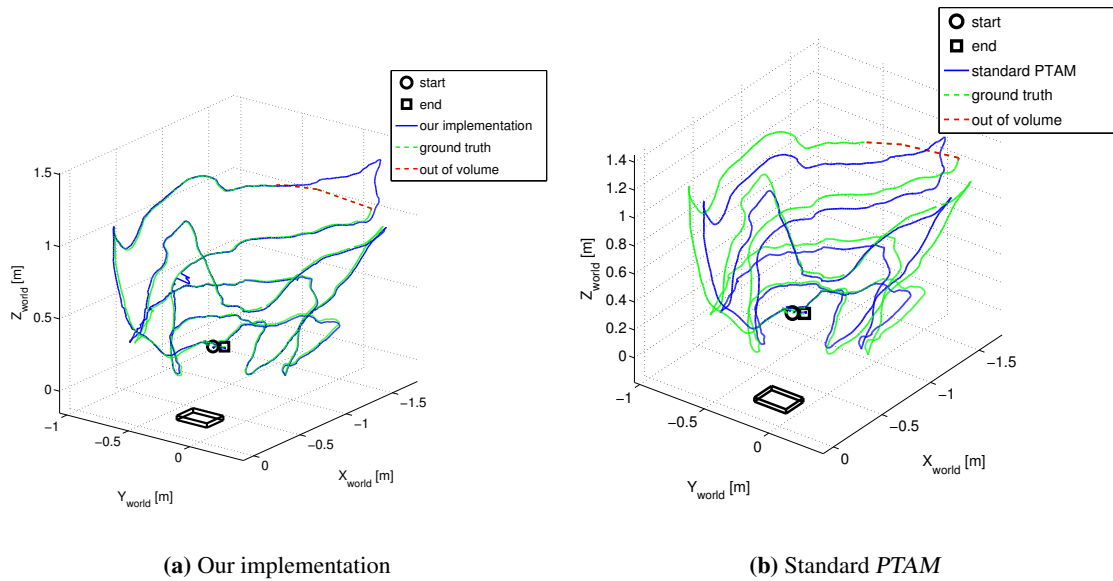 start
end
our implementation
ground truth
out of volume
1.5
1
0.5
0
Z_world [m]
−1
−0.5
0
Y_world [m]
0
−0.5
−1
−1.5
X_world [m]
(a) Our implementation
start
end
standard PTAM
ground truth
out of volume
1.4
1.2
1
0.8
0.6
0.4
0.2
0
Z_world [m]
−1
−0.5
0
Y_world [m]
0
−0.5
−1
−1.5
X_world [m]
(b) Standard PTAM